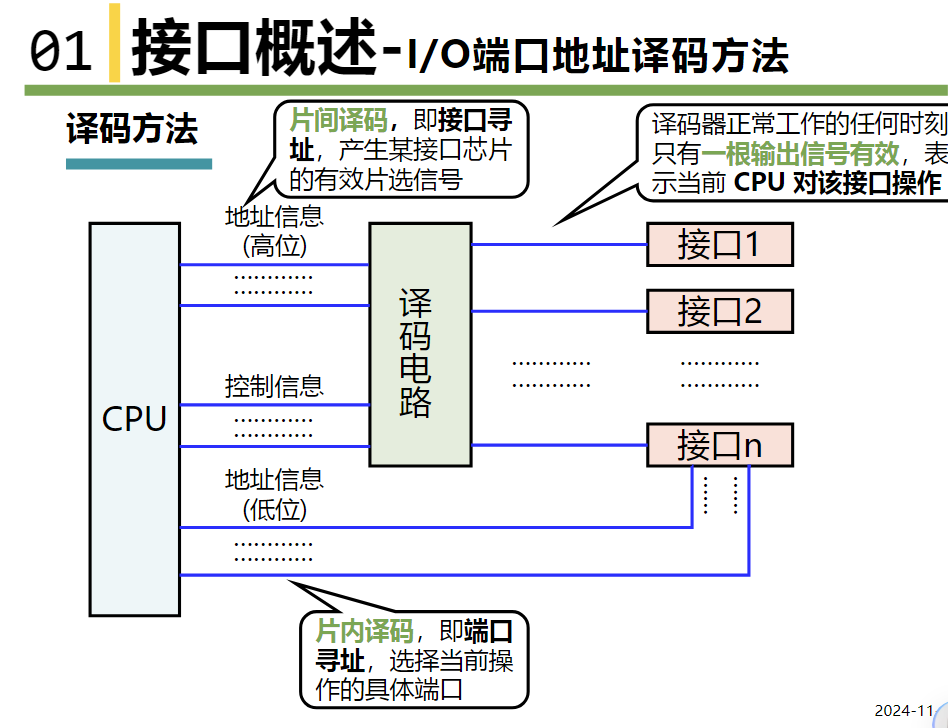 01 接口概述-I/O端口地址译码方法
译码方法
片间译码，即接口寻
址，产生某接口芯片
的有效片选信号
译码器正常工作的任何时刻
只有一根输出信号有效，表
示当前 CPU 对该接口操作
地址信息
(高位)
…………
…………
控制信息
…………
…………
地址信息
(低位)
…………
…………
CPU
译
码
电
路
接口1
接口2
………… …………
………… …………
接口n
片内译码，即端口
寻址，选择当前操
作的具体端口
2024-11-